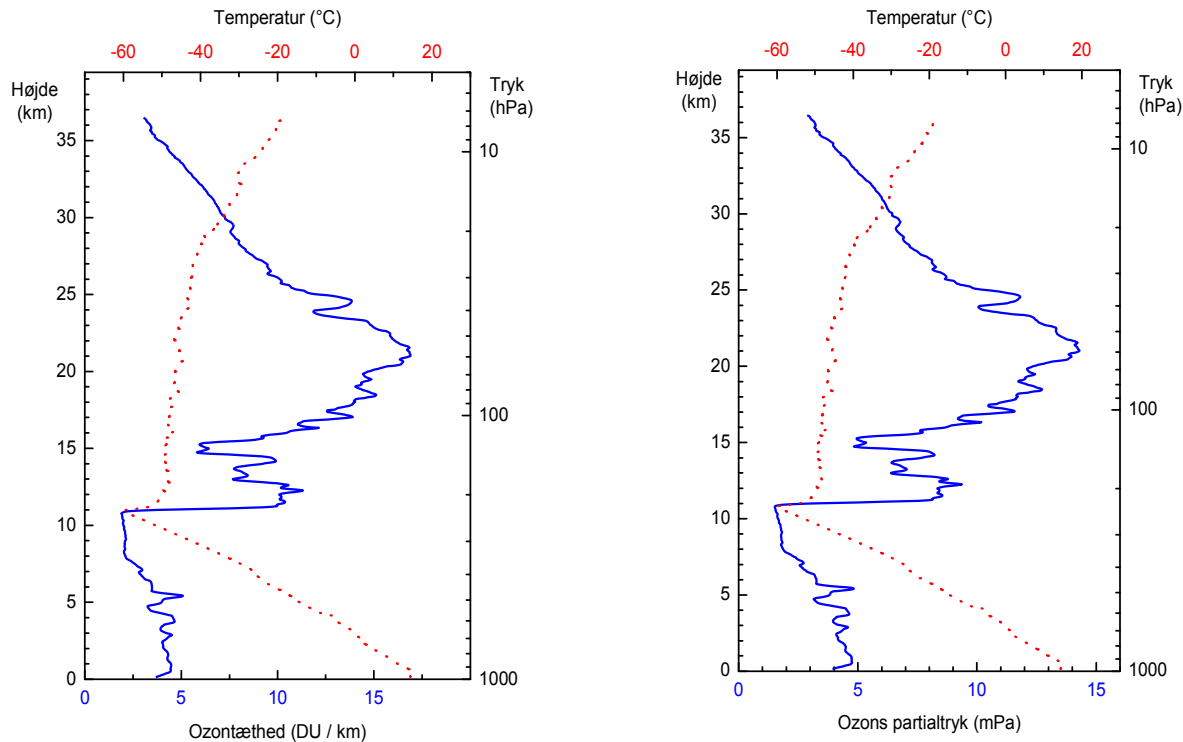 Temperatur (°C)
-60 -40 -20 0 20
Højde
(km)
Tryk
(hPa)
35
30
25
20
15
10
5
0
10
100
1000
0 5 10 15 20
Ozontæthed (DU / km)
Temperatur (°C)
-60 -40 -20 0 20
Højde
(km)
Tryk
(hPa)
35
30
25
20
15
10
5
0
10
100
1000
0 5 10 15
Ozons partialtryk (mPa)